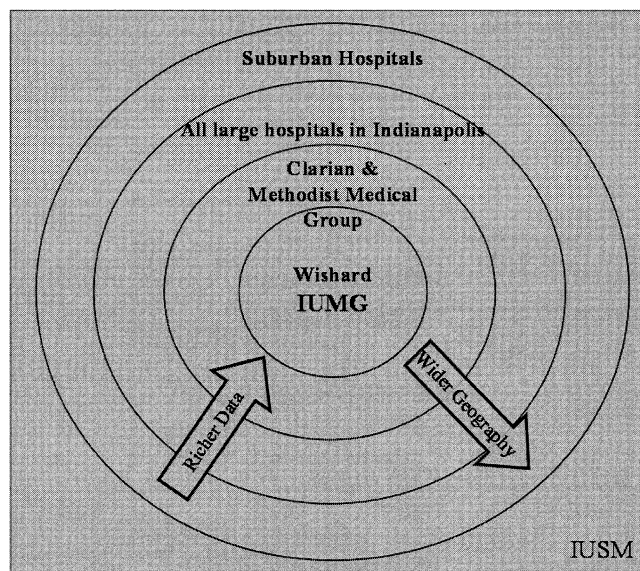 Suburban Hospitals
All large hospitals in Indianapolis
Clarian &
Methodist Medical
Group
Wishard
IUMG
Richer Data
Wider Geography
IUSM